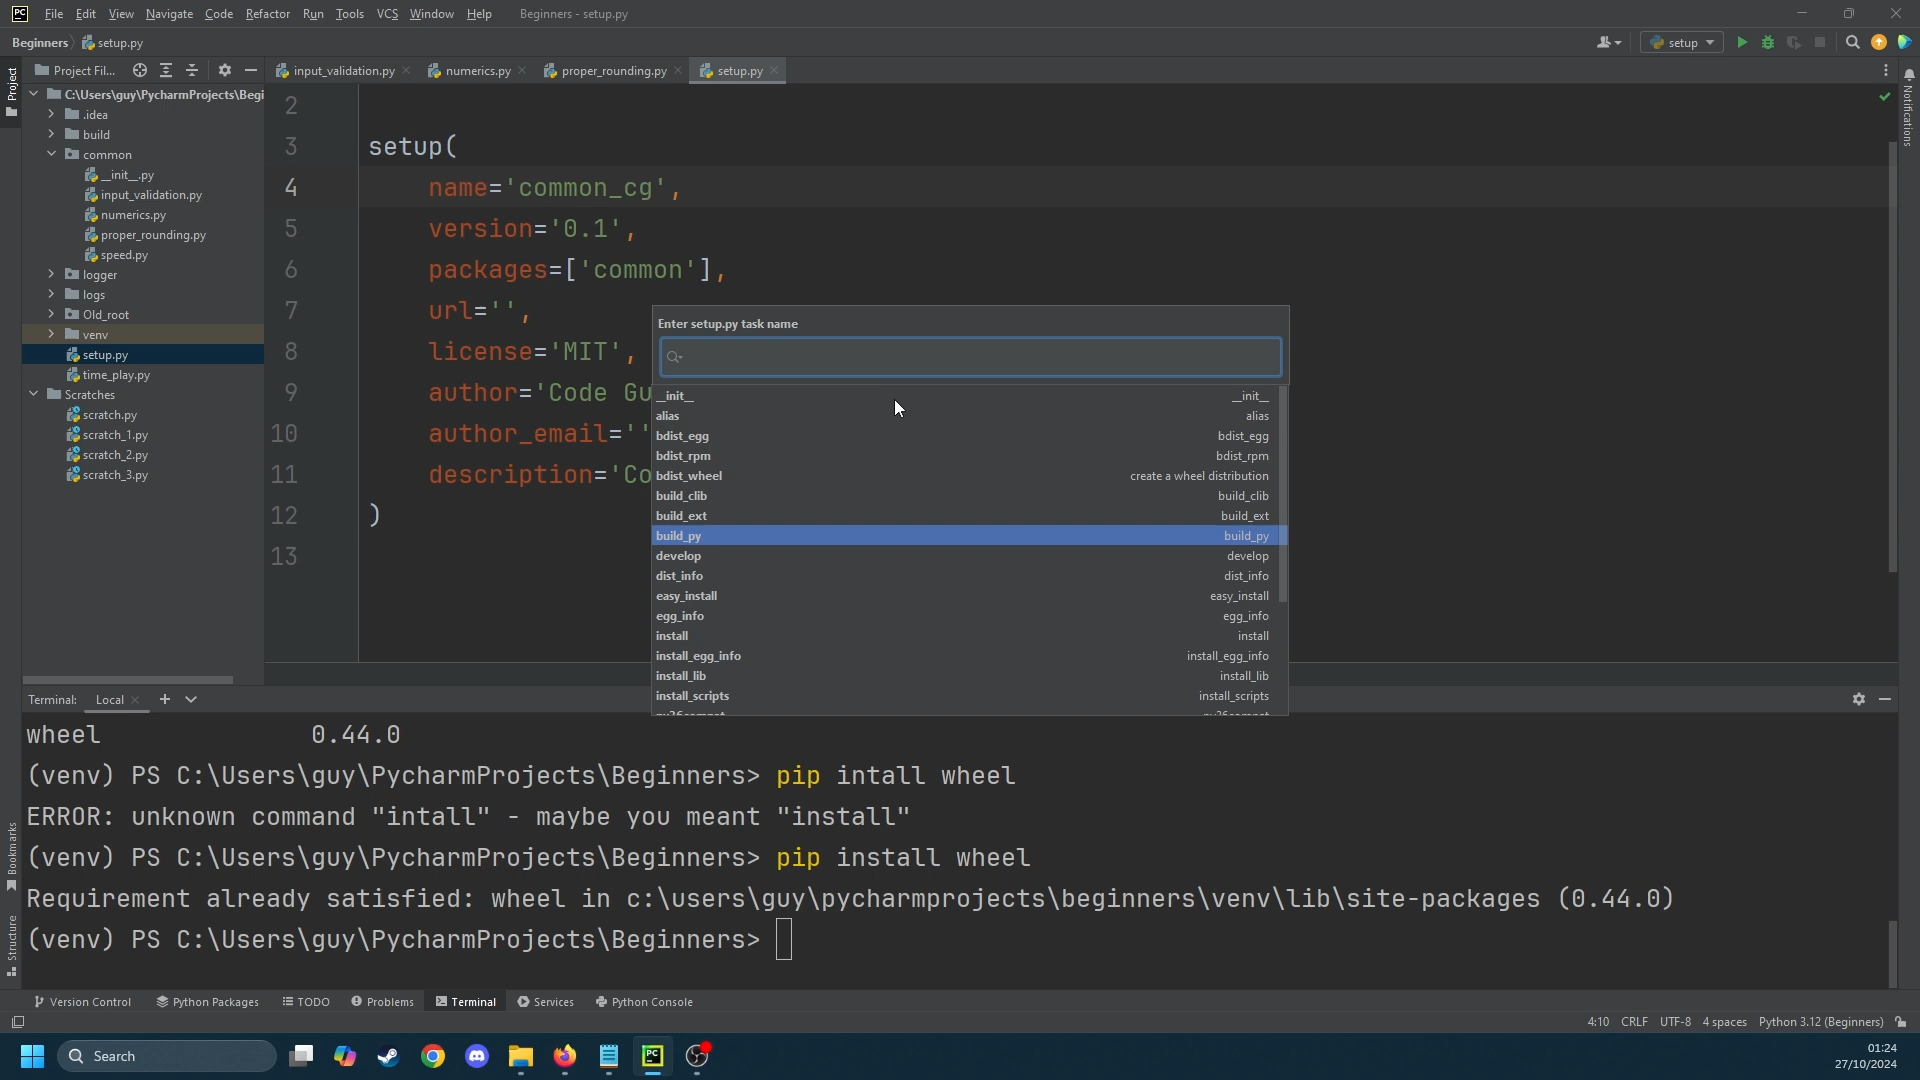 PC File Edit View Navigate Code Refactor Run Tools VCS Window Help Beginners - setup.py
Beginners setup.py setup
Project Fil... input_validation.py numerics.py proper_rounding.py setup.py
Project
Notifications
Bookmarks
Structure
C:\Users\guy\PycharmProjects\Begi
.idea
build
common
__init__.py
input_validation.py
numerics.py
proper_rounding.py
speed.py
logger
logs
Old_root
venv
setup.py
time_play.py
Scratches
scratch.py
scratch_1.py
scratch_2.py
scratch_3.py
2
3 setup(
4 name='common_cg',
5 version='0.1',
6 packages=['common'],
7 url='',
8 license='MIT',
9 author='Code Gu
10 author_email=''
11 description='Co
12 )
13
Enter setup.py task name
__init__ __init__
alias alias
bdist_egg bdist_egg
bdist_rpm bdist_rpm
bdist_wheel create a wheel distribution
build_clib build_clib
build_ext build_ext
build_py build_py
develop develop
dist_info dist_info
easy_install easy_install
egg_info egg_info
install install
install_egg_info install_egg_info
install_lib install_lib
install_scripts install_scripts
Terminal: Local
wheel 0.44.0
(venv) PS C:\Users\guy\PycharmProjects\Beginners> pip intall wheel
ERROR: unknown command "intall" - maybe you meant "install"
(venv) PS C:\Users\guy\PycharmProjects\Beginners> pip install wheel
Requirement already satisfied: wheel in c:\users\guy\pycharmprojects\beginners\venv\lib\site-packages (0.44.0)
(venv) PS C:\Users\guy\PycharmProjects\Beginners>
Version Control Python Packages TODO Problems Terminal Services Python Console
4:10 CRLF UTF-8 4 spaces Python 3.12 (Beginners)
Search PC 01:24
27/10/2024